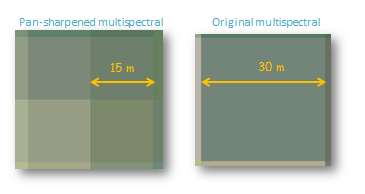 Pan-sharpened multispectral
Original multispectral
15 m
30 m